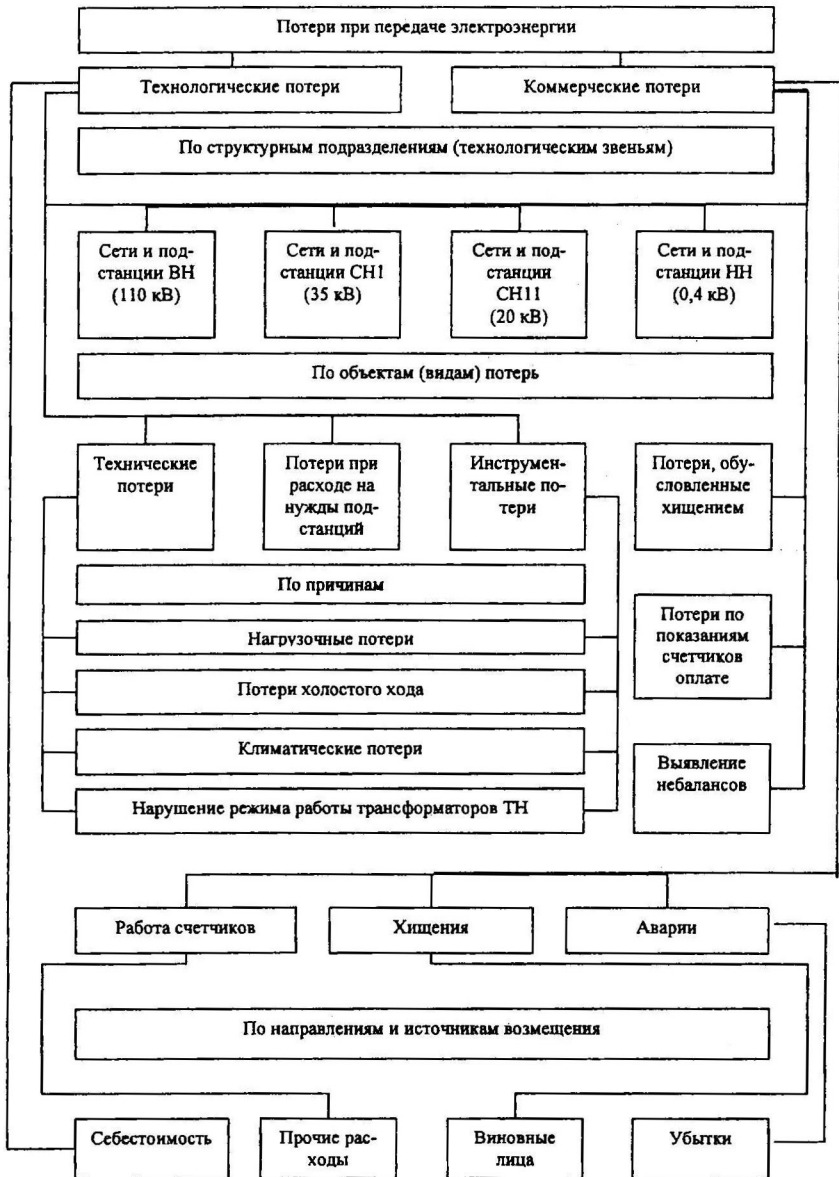 Потери при передаче электроэнергии
Технологические потери
Коммерческие потери
По структурным подразделениям (технологическим звеньям)
Сети и под-
станции ВН
(110 кВ)
Сети и под-
станции СН1
(35 кВ)
Сети и под-
станции
СН11
(20 кВ)
Сети и под-
станции НН
(0,4 кВ)
По объектам (видам) потерь
Технические
потери
Потери при
расходе на
нужды под-
станций
Инструмен-
тальные по-
тери
Потери, обу-
словленные
хищением
По причинам
Нагрузочные потери
Потери холостого хода
Климатические потери
Нарушение режима работы трансформаторов ТН
Потери по
показаниям
счетчиков
оплате
Выявление
небалансов
Работа счетчиков
Хищения
Аварии
По направлениям и источникам возмещения
Себестоимость
Прочие рас-
ходы
Виновные
лица
Убытки